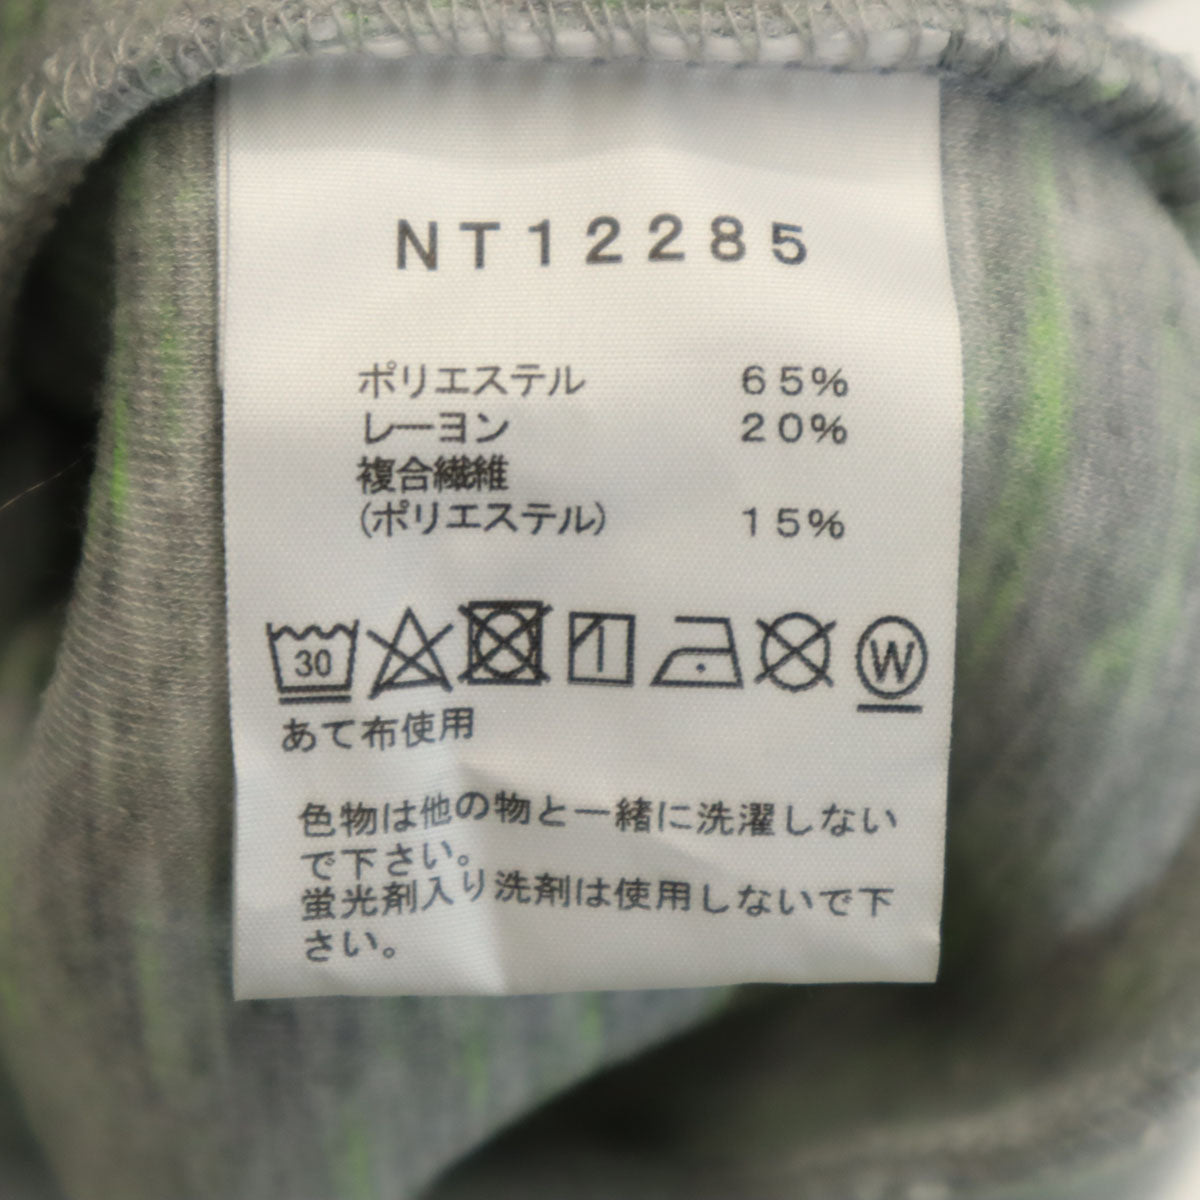 NT12285
ポリエステル 65%
レーヨン 20%
複合繊維
(ポリエステル) 15%
30 W
あて布使用
色物は他の物と一緒に洗濯しない
で下さい。
蛍光剤入り洗剤は使用しないで下
さい。